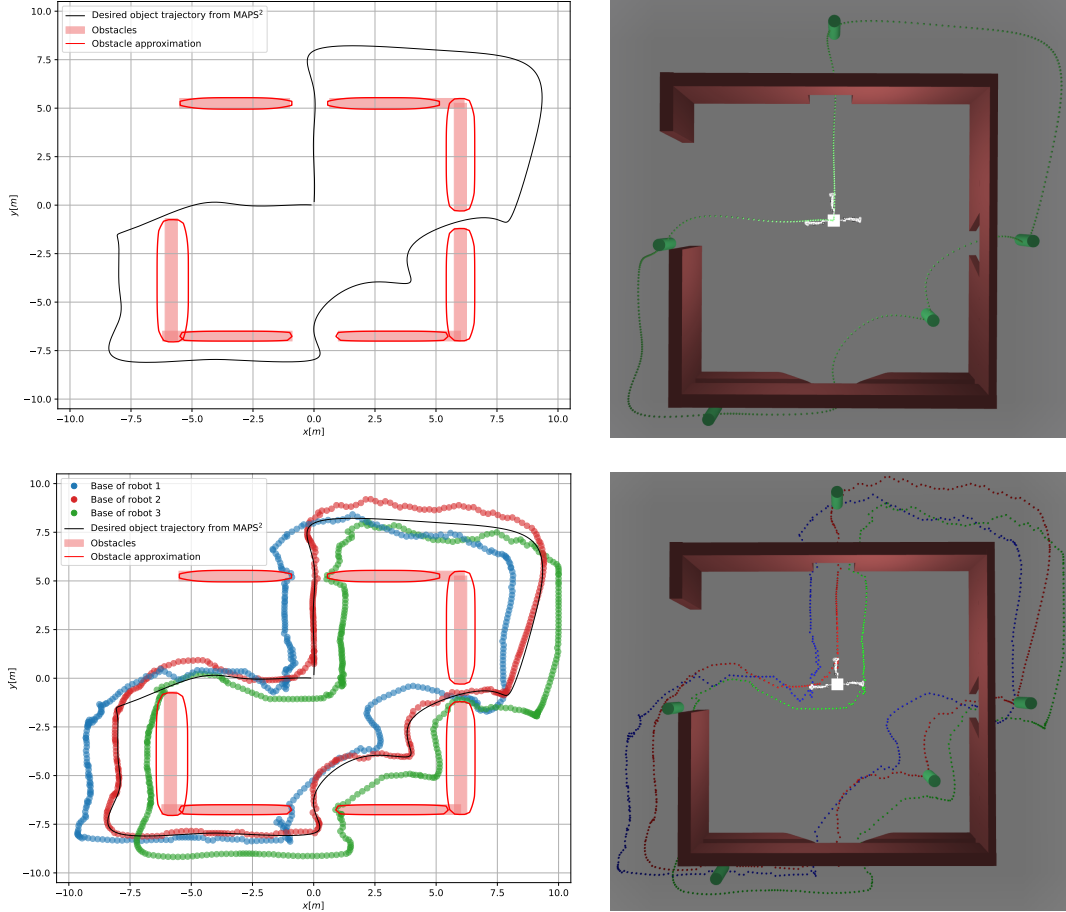 Desired object trajectory from MAPS²
Obstacles
Obstacle approximation
10.0
7.5
5.0
2.5
0.0
−2.5
−5.0
−7.5
−10.0
y[m]
−10.0 −7.5 −5.0 −2.5 0.0 2.5 5.0 7.5 10.0
x[m]
Base of robot 1
Base of robot 2
Base of robot 3
Desired object trajectory from MAPS²
Obstacles
Obstacle approximation
10.0
7.5
5.0
2.5
0.0
−2.5
−5.0
−7.5
−10.0
y[m]
−10.0 −7.5 −5.0 −2.5 0.0 2.5 5.0 7.5 10.0
x[m]